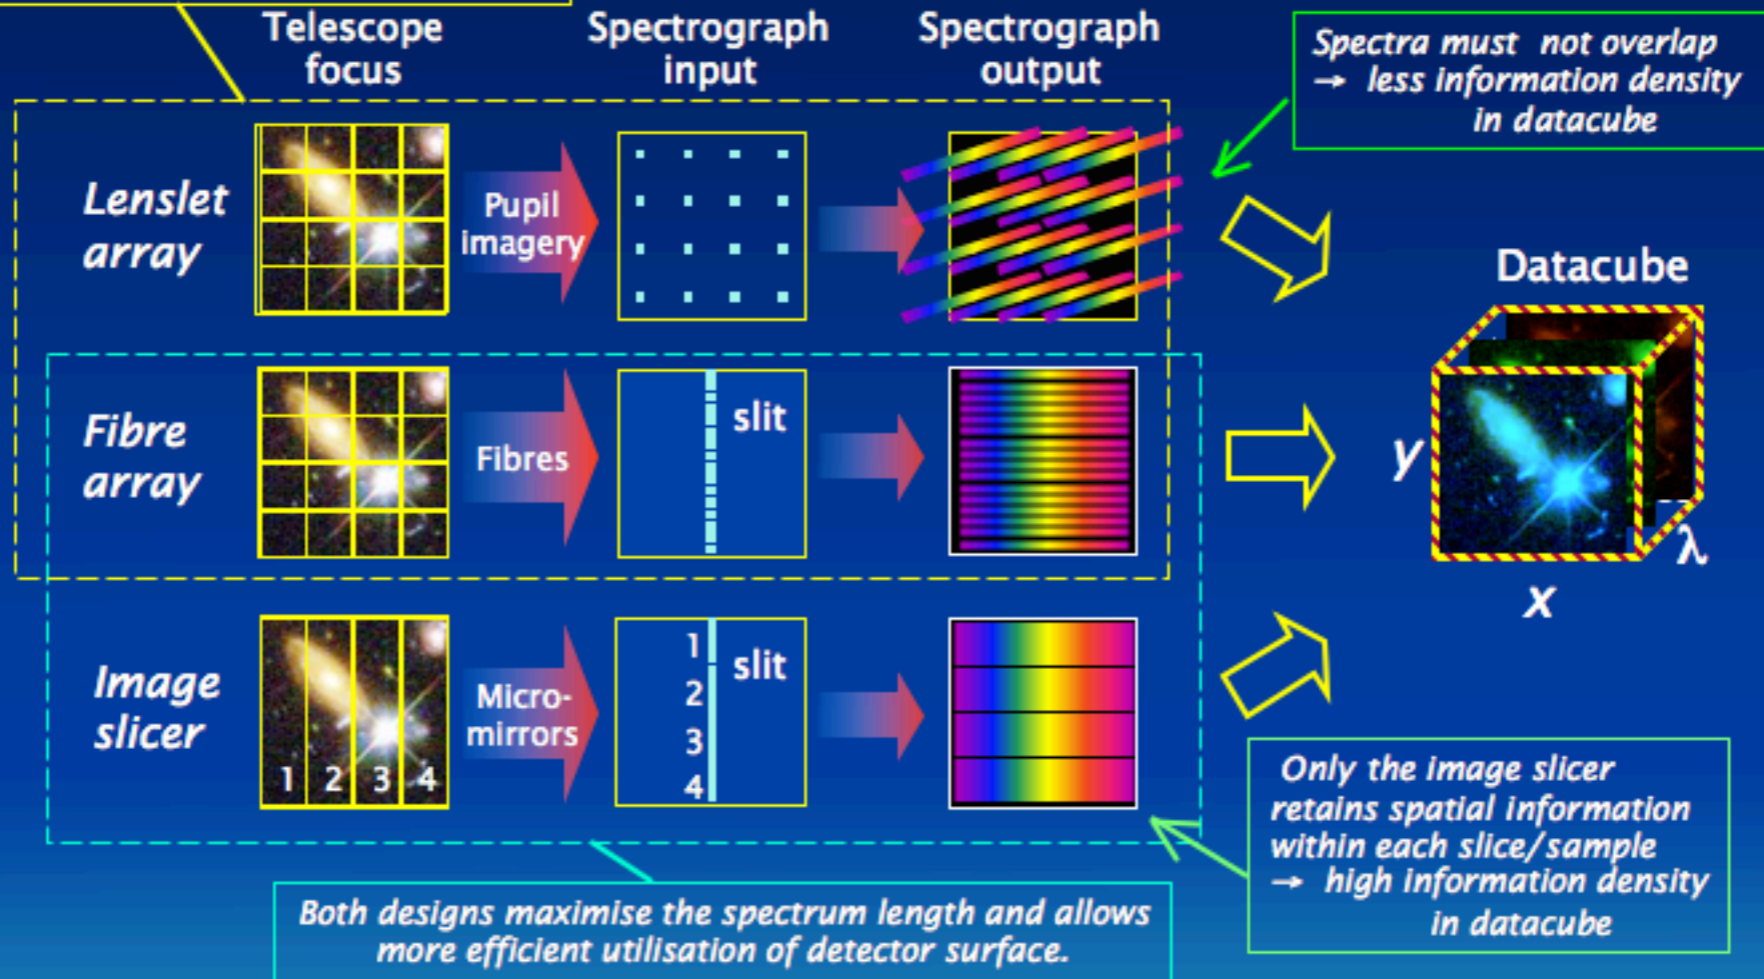 Telescope
focus
Spectrograph
input
Spectrograph
output
Spectra must not overlap
→ less information density
in datacube
Lenslet
array
Pupil
imagery
Datacube
Fibre
array
Fibres
slit
y
λ
x
Image
slicer
1 2 3 4
Micro-
mirrors
1
2
3
4
slit
Only the image slicer
retains spatial information
within each slice/sample
→ high information density
in datacube
Both designs maximise the spectrum length and allows
more efficient utilisation of detector surface.